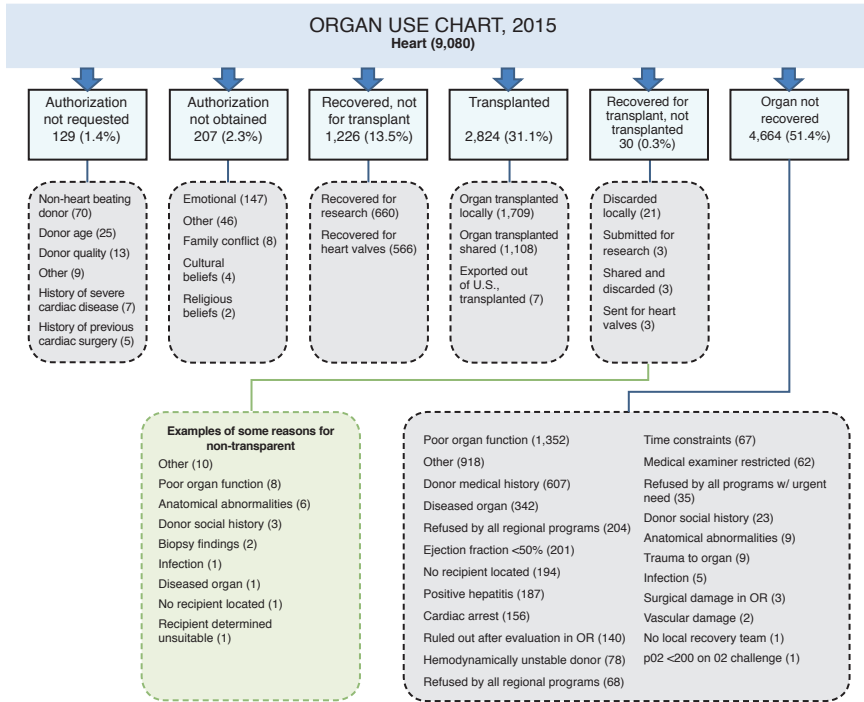 ORGAN USE CHART, 2015
Heart (9,080)
Authorization
not requested
129 (1.4%)
Authorization
not obtained
207 (2.3%)
Recovered, not
for transplant
1,226 (13.5%)
Transplanted
2,824 (31.1%)
Recovered for
transplant, not
transplanted
30 (0.3%)
Organ not
recovered
4,664 (51.4%)
Non-heart beating
donor (70)
Donor age (25)
Donor quality (13)
Other (9)
History of severe
cardiac disease (7)
History of previous
cardiac surgery (5)
Emotional (147)
Other (46)
Family conflict (8)
Cultural
beliefs (4)
Religious
beliefs (2)
Recovered for
research (660)
Recovered for
heart valves (566)
Organ transplanted
locally (1,709)
Organ transplanted
shared (1,108)
Exported out
of U.S.,
transplanted (7)
Discarded
locally (21)
Submitted for
research (3)
Shared and
discarded (3)
Sent for heart
valves (3)
Examples of some reasons for
non-transparent
Other (10)
Poor organ function (8)
Anatomical abnormalities (6)
Donor social history (3)
Biopsy findings (2)
Infection (1)
Diseased organ (1)
No recipient located (1)
Recipient determined
unsuitable (1)
Poor organ function (1,352)
Other (918)
Donor medical history (607)
Diseased organ (342)
Refused by all regional programs (204)
Ejection fraction <50% (201)
No recipient located (194)
Positive hepatitis (187)
Cardiac arrest (156)
Ruled out after evaluation in OR (140)
Hemodynamically unstable donor (78)
Refused by all regional programs (68)
Time constraints (67)
Medical examiner restricted (62)
Refused by all programs w/ urgent
need (35)
Donor social history (23)
Anatomical abnormalities (9)
Trauma to organ (9)
Infection (5)
Surgical damage in OR (3)
Vascular damage (2)
No local recovery team (1)
p02 <200 on 02 challenge (1)